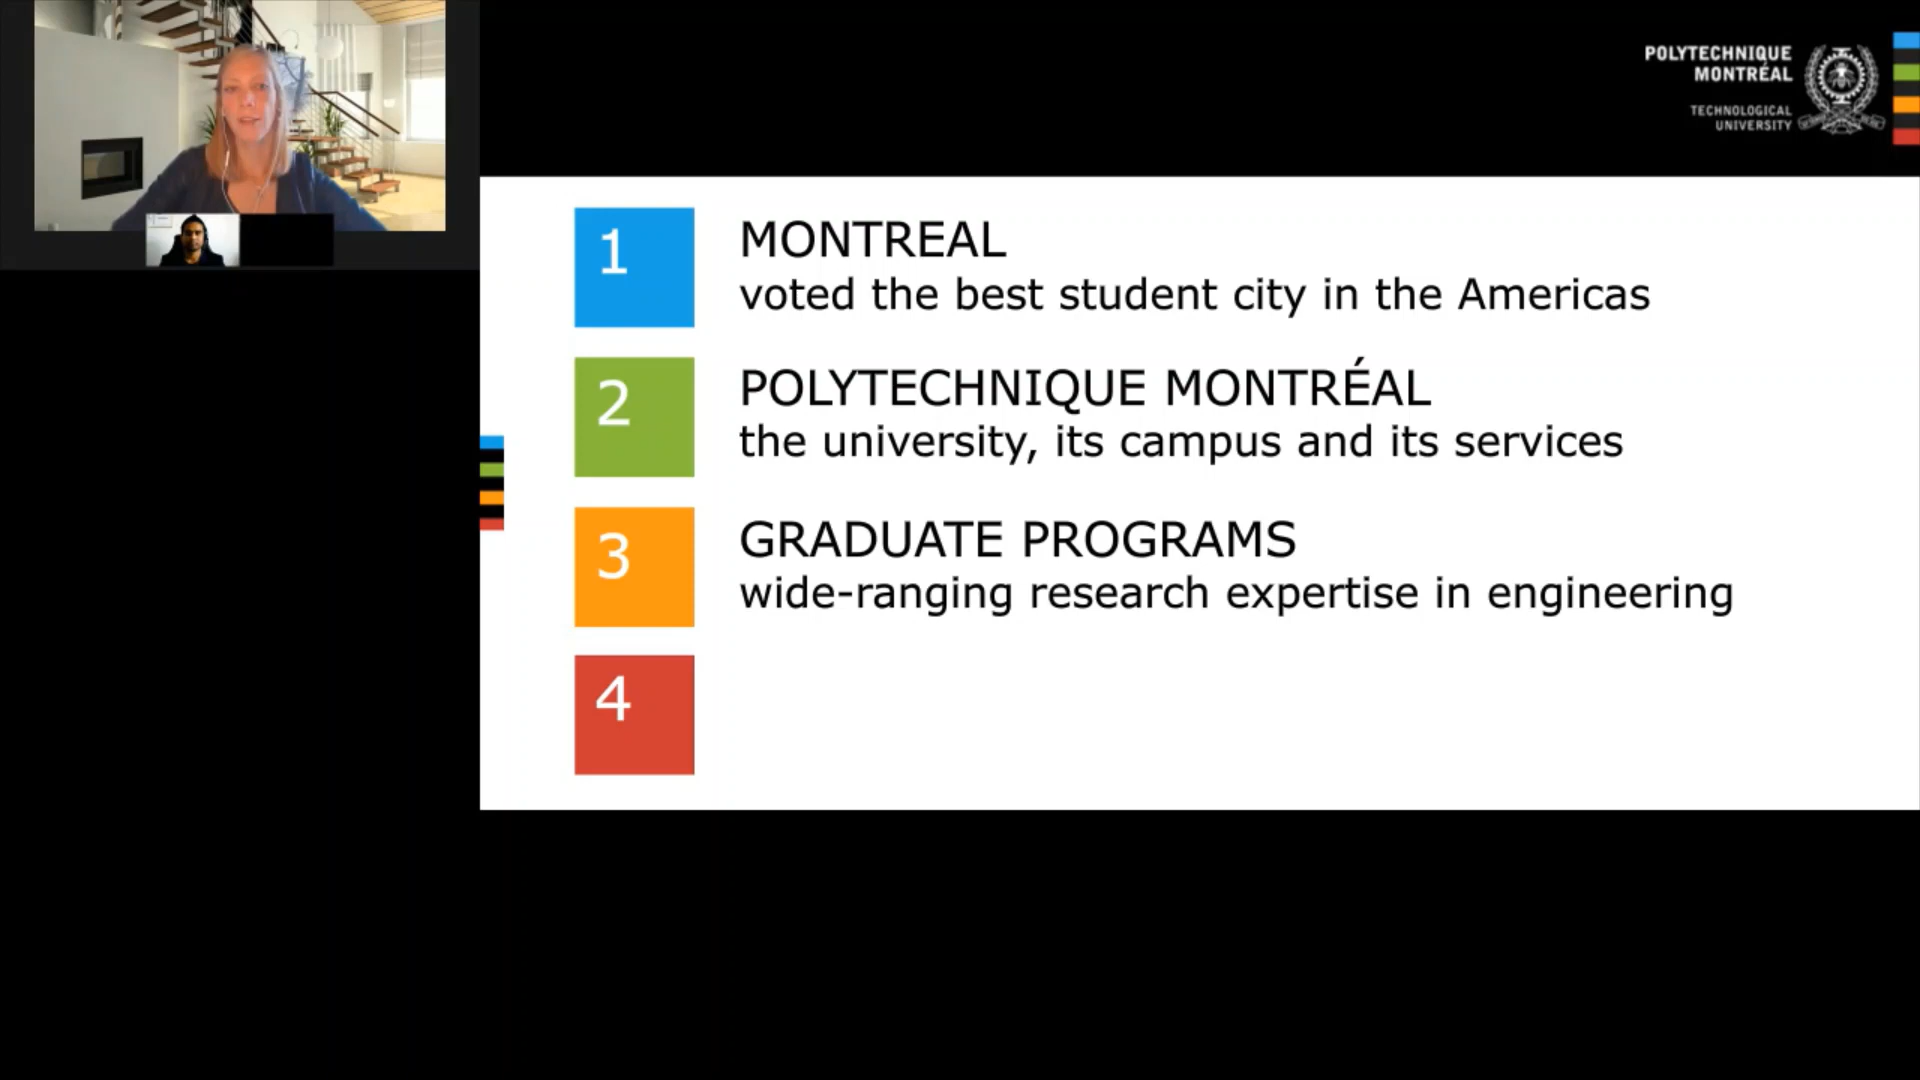 POLYTECHNIQUE
MONTRÉAL
TECHNOLOGICAL
UNIVERSITY
1
MONTREAL
voted the best student city in the Americas
2
POLYTECHNIQUE MONTRÉAL
the university, its campus and its services
3
GRADUATE PROGRAMS
wide-ranging research expertise in engineering
4